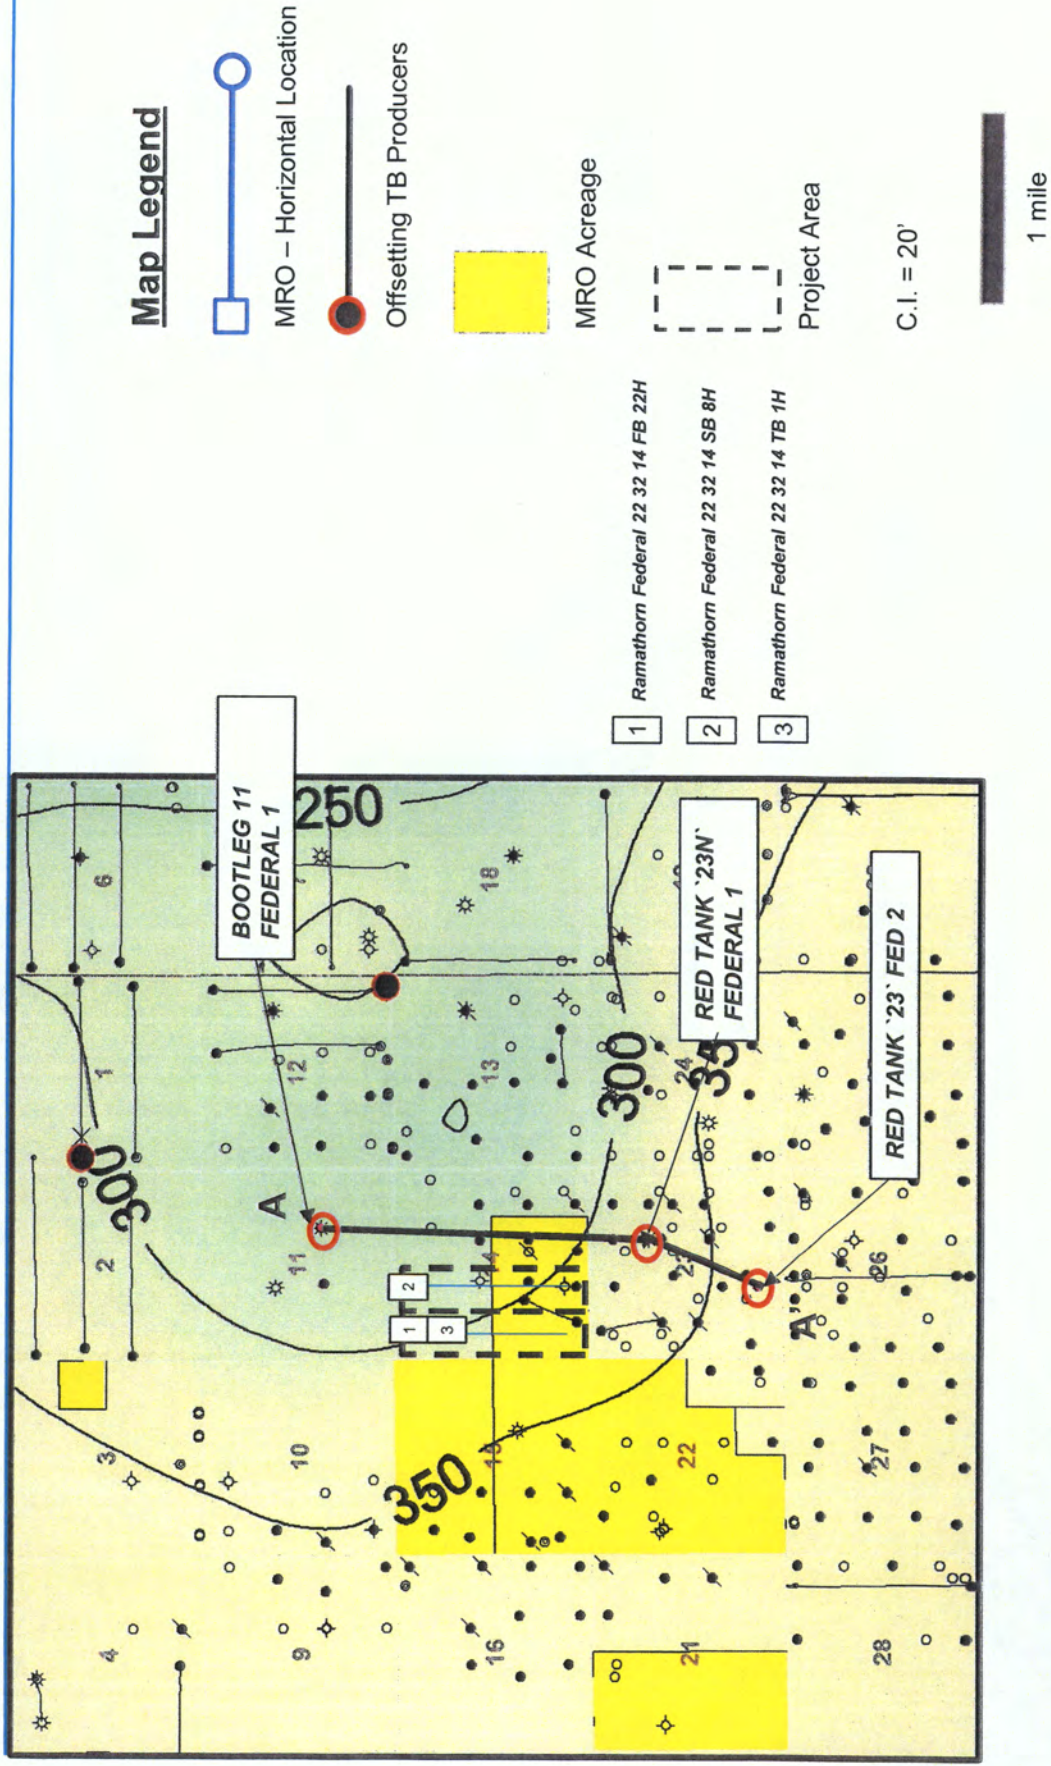 Map Legend
MRO – Horizontal Location
Offsetting TB Producers
MRO Acreage
Project Area
C.I. = 20'
1 mile
1 Ramathorn Federal 22 32 14 FB 22H
2 Ramathorn Federal 22 32 14 SB 8H
3 Ramathorn Federal 22 32 14 TB 1H
BOOTLEG 11
FEDERAL 1
RED TANK `23N`
FEDERAL 1
RED TANK `23` FED 2
4
3
2
1
6
9
10
11
12
16
15
14
13
18
21
22
23
24
28
27
26
A
A'
250
300
300
350
35
1
2
3